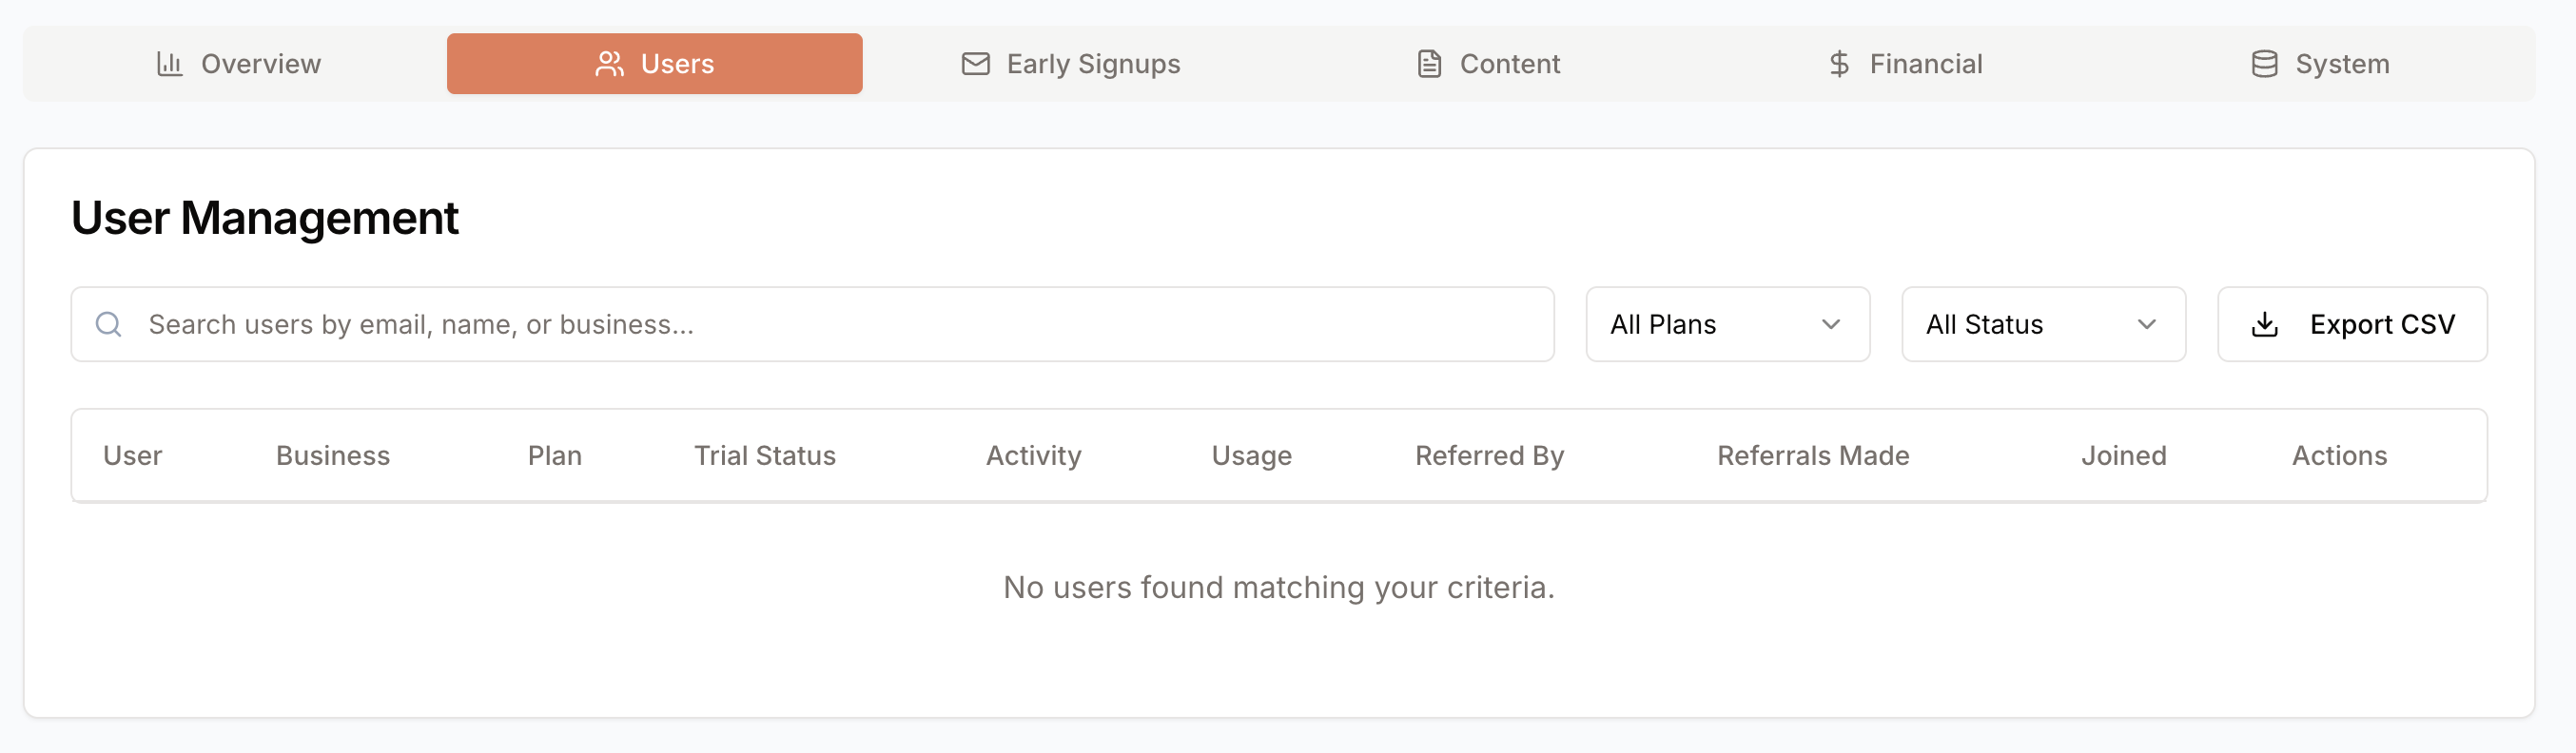 Overview Users Early Signups Content Financial System
User Management
Search users by email, name, or business... All Plans All Status Export CSV
User Business Plan Trial Status Activity Usage Referred By Referrals Made Joined Actions
No users found matching your criteria.